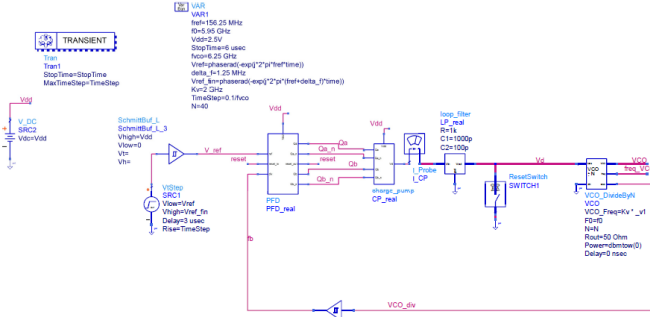 VAR
VAR1
fref=156.25 MHz
f0=5.95 GHz
Vdd=2.5V
StopTime=6 usec
fvco=6.25 GHz
Vref=phaserad(-exp(j*2*pi*fref*time))
delta_f=1.25 MHz
Vref_fin=phaserad(-exp(j*2*pi*(fref+delta_f)*time))
Kv=2 GHz
TimeStep=0.1/fvco
N=40
TRANSIENT
Tran
Tran1
StopTime=StopTime
MaxTimeStep=TimeStep
Vdd
V_DC
SRC2
Vdc=Vdd
SchmittBuf_L
SchmittBuf_L_3
Vhigh=Vdd
Vlow=0
Vt=
Vh=
V_ref
VtStep
SRC1
Vlow=Vref
Vhigh=Vref_fin
Delay=3 usec
Rise=TimeStep
Vdd
reset
PFD
PFD_real
fb
Qa
Qa_n
reset
Qb
Qb_n
Vdd
charge_pump
CP_real
I_Probe
I_CP
loop_filter
LP_real
R=1k
C1=1000p
C2=100p
Vd
ResetSwitch
SWITCH1
VCO
÷N
VCO
freq_VC
VCO_DivideByN
VCO
VCO_Freq=Kv * _v1
F0=f0
N=N
Rout=50 Ohm
Power=dbmtow(0)
Delay=0 nsec
VCO_div